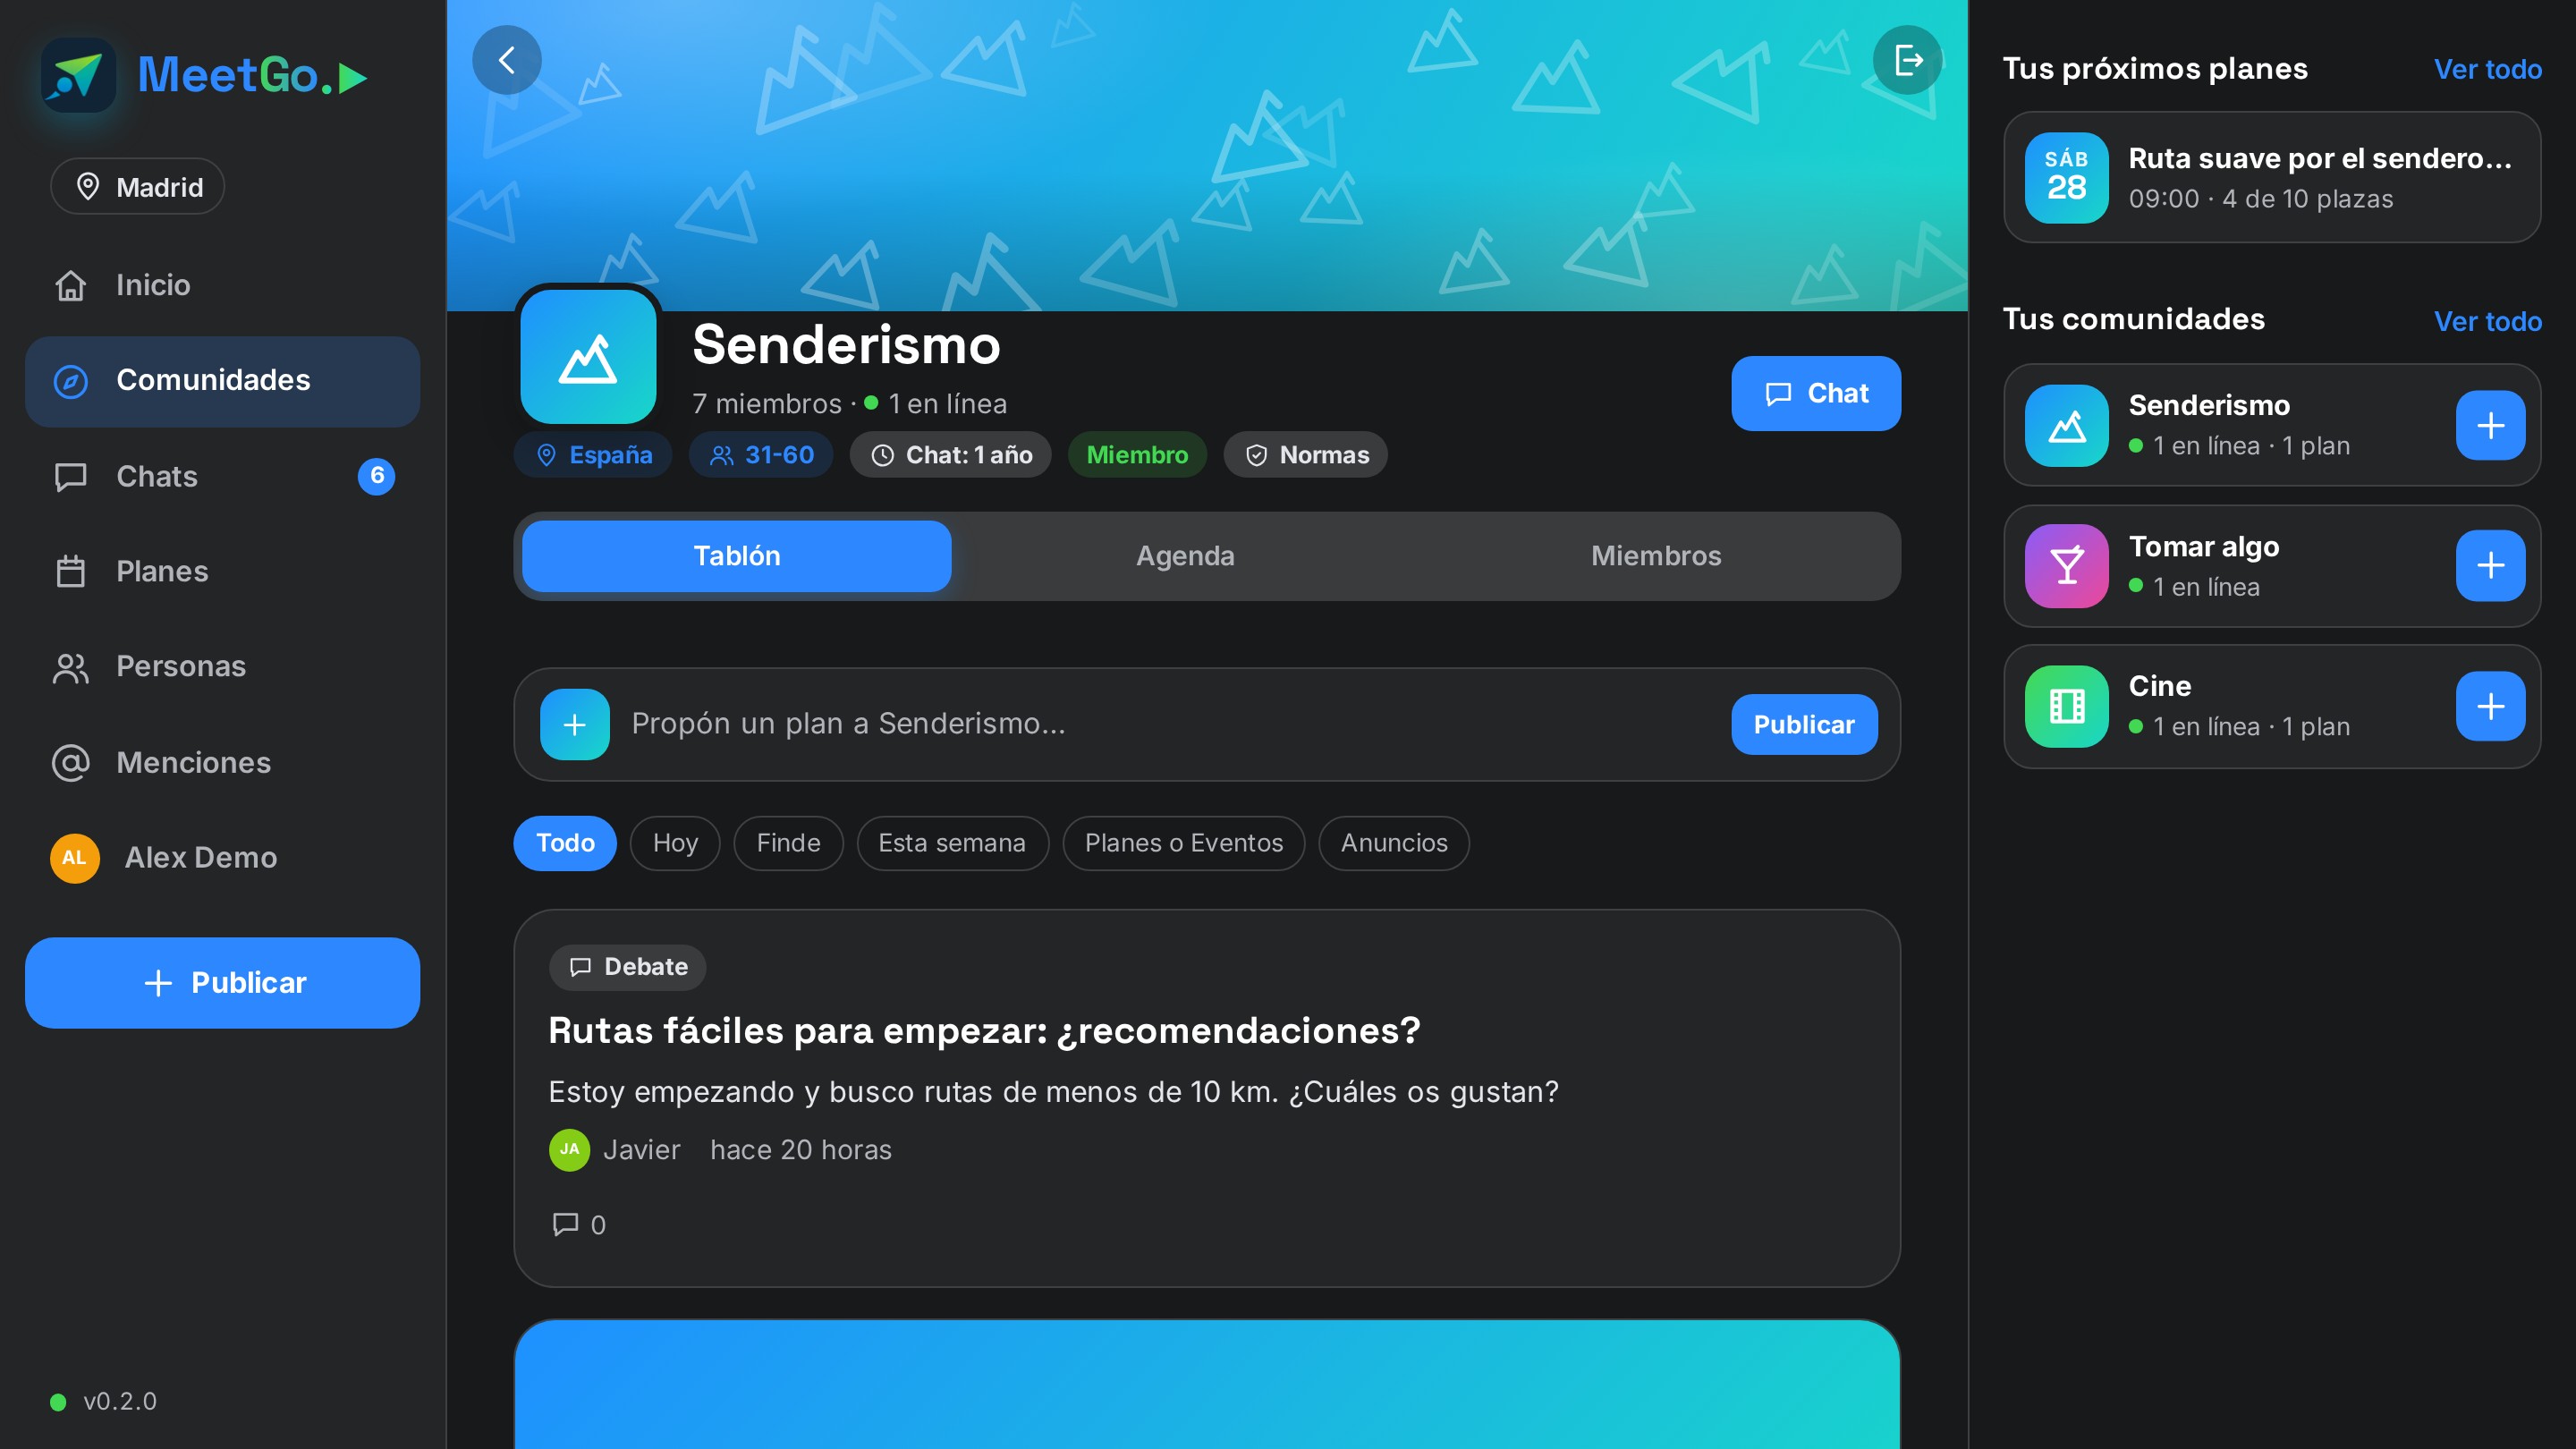 MeetGo.
Madrid
Inicio
Comunidades
Chats
6
Planes
Personas
Menciones
AL
Alex Demo
Publicar
v0.2.0
Senderismo
7 miembros · 1 en línea
Chat
España
31-60
Chat: 1 año
Miembro
Normas
Tablón
Agenda
Miembros
Propón un plan a Senderismo...
Publicar
Todo
Hoy
Finde
Esta semana
Planes o Eventos
Anuncios
Debate
Rutas fáciles para empezar: ¿recomendaciones?
Estoy empezando y busco rutas de menos de 10 km. ¿Cuáles os gustan?
JA
Javier hace 20 horas
0
Tus próximos planes
Ver todo
SÁB
28
Ruta suave por el sendero...
09:00 · 4 de 10 plazas
Tus comunidades
Ver todo
Senderismo
1 en línea · 1 plan
Tomar algo
1 en línea
Cine
1 en línea · 1 plan